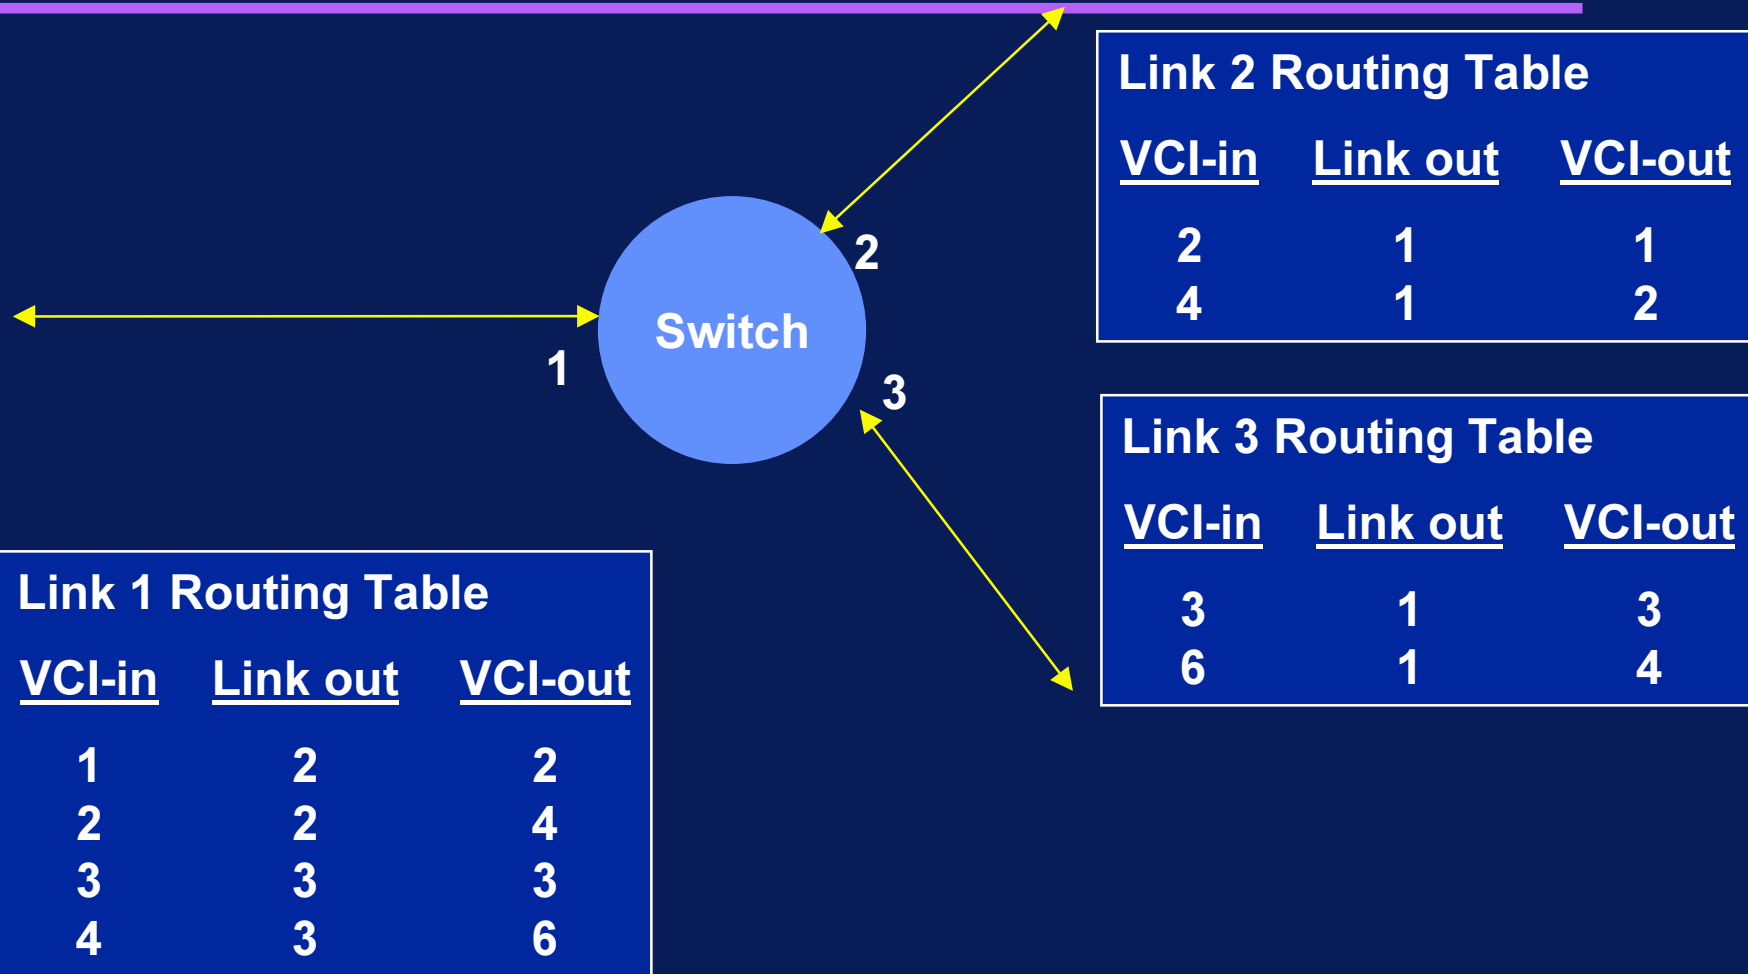 Link 2 Routing Table
VCI-in Link out VCI-out
2 1 1
4 1 2
2
Switch
1
3
Link 3 Routing Table
VCI-in Link out VCI-out
3 1 3
6 1 4
Link 1 Routing Table
VCI-in Link out VCI-out
1 2 2
2 2 4
3 3 3
4 3 6